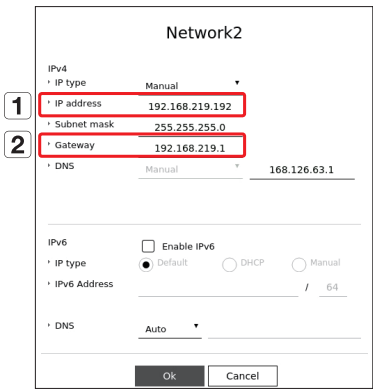 Network2
IPv4
IP type Manual
1 IP address 192.168.219.192
Subnet mask 255.255.255.0
2 Gateway 192.168.219.1
DNS Manual 168.126.63.1
IPv6 Enable IPv6
IP type Default DHCP Manual
IPv6 Address / 64
DNS Auto
Ok Cancel